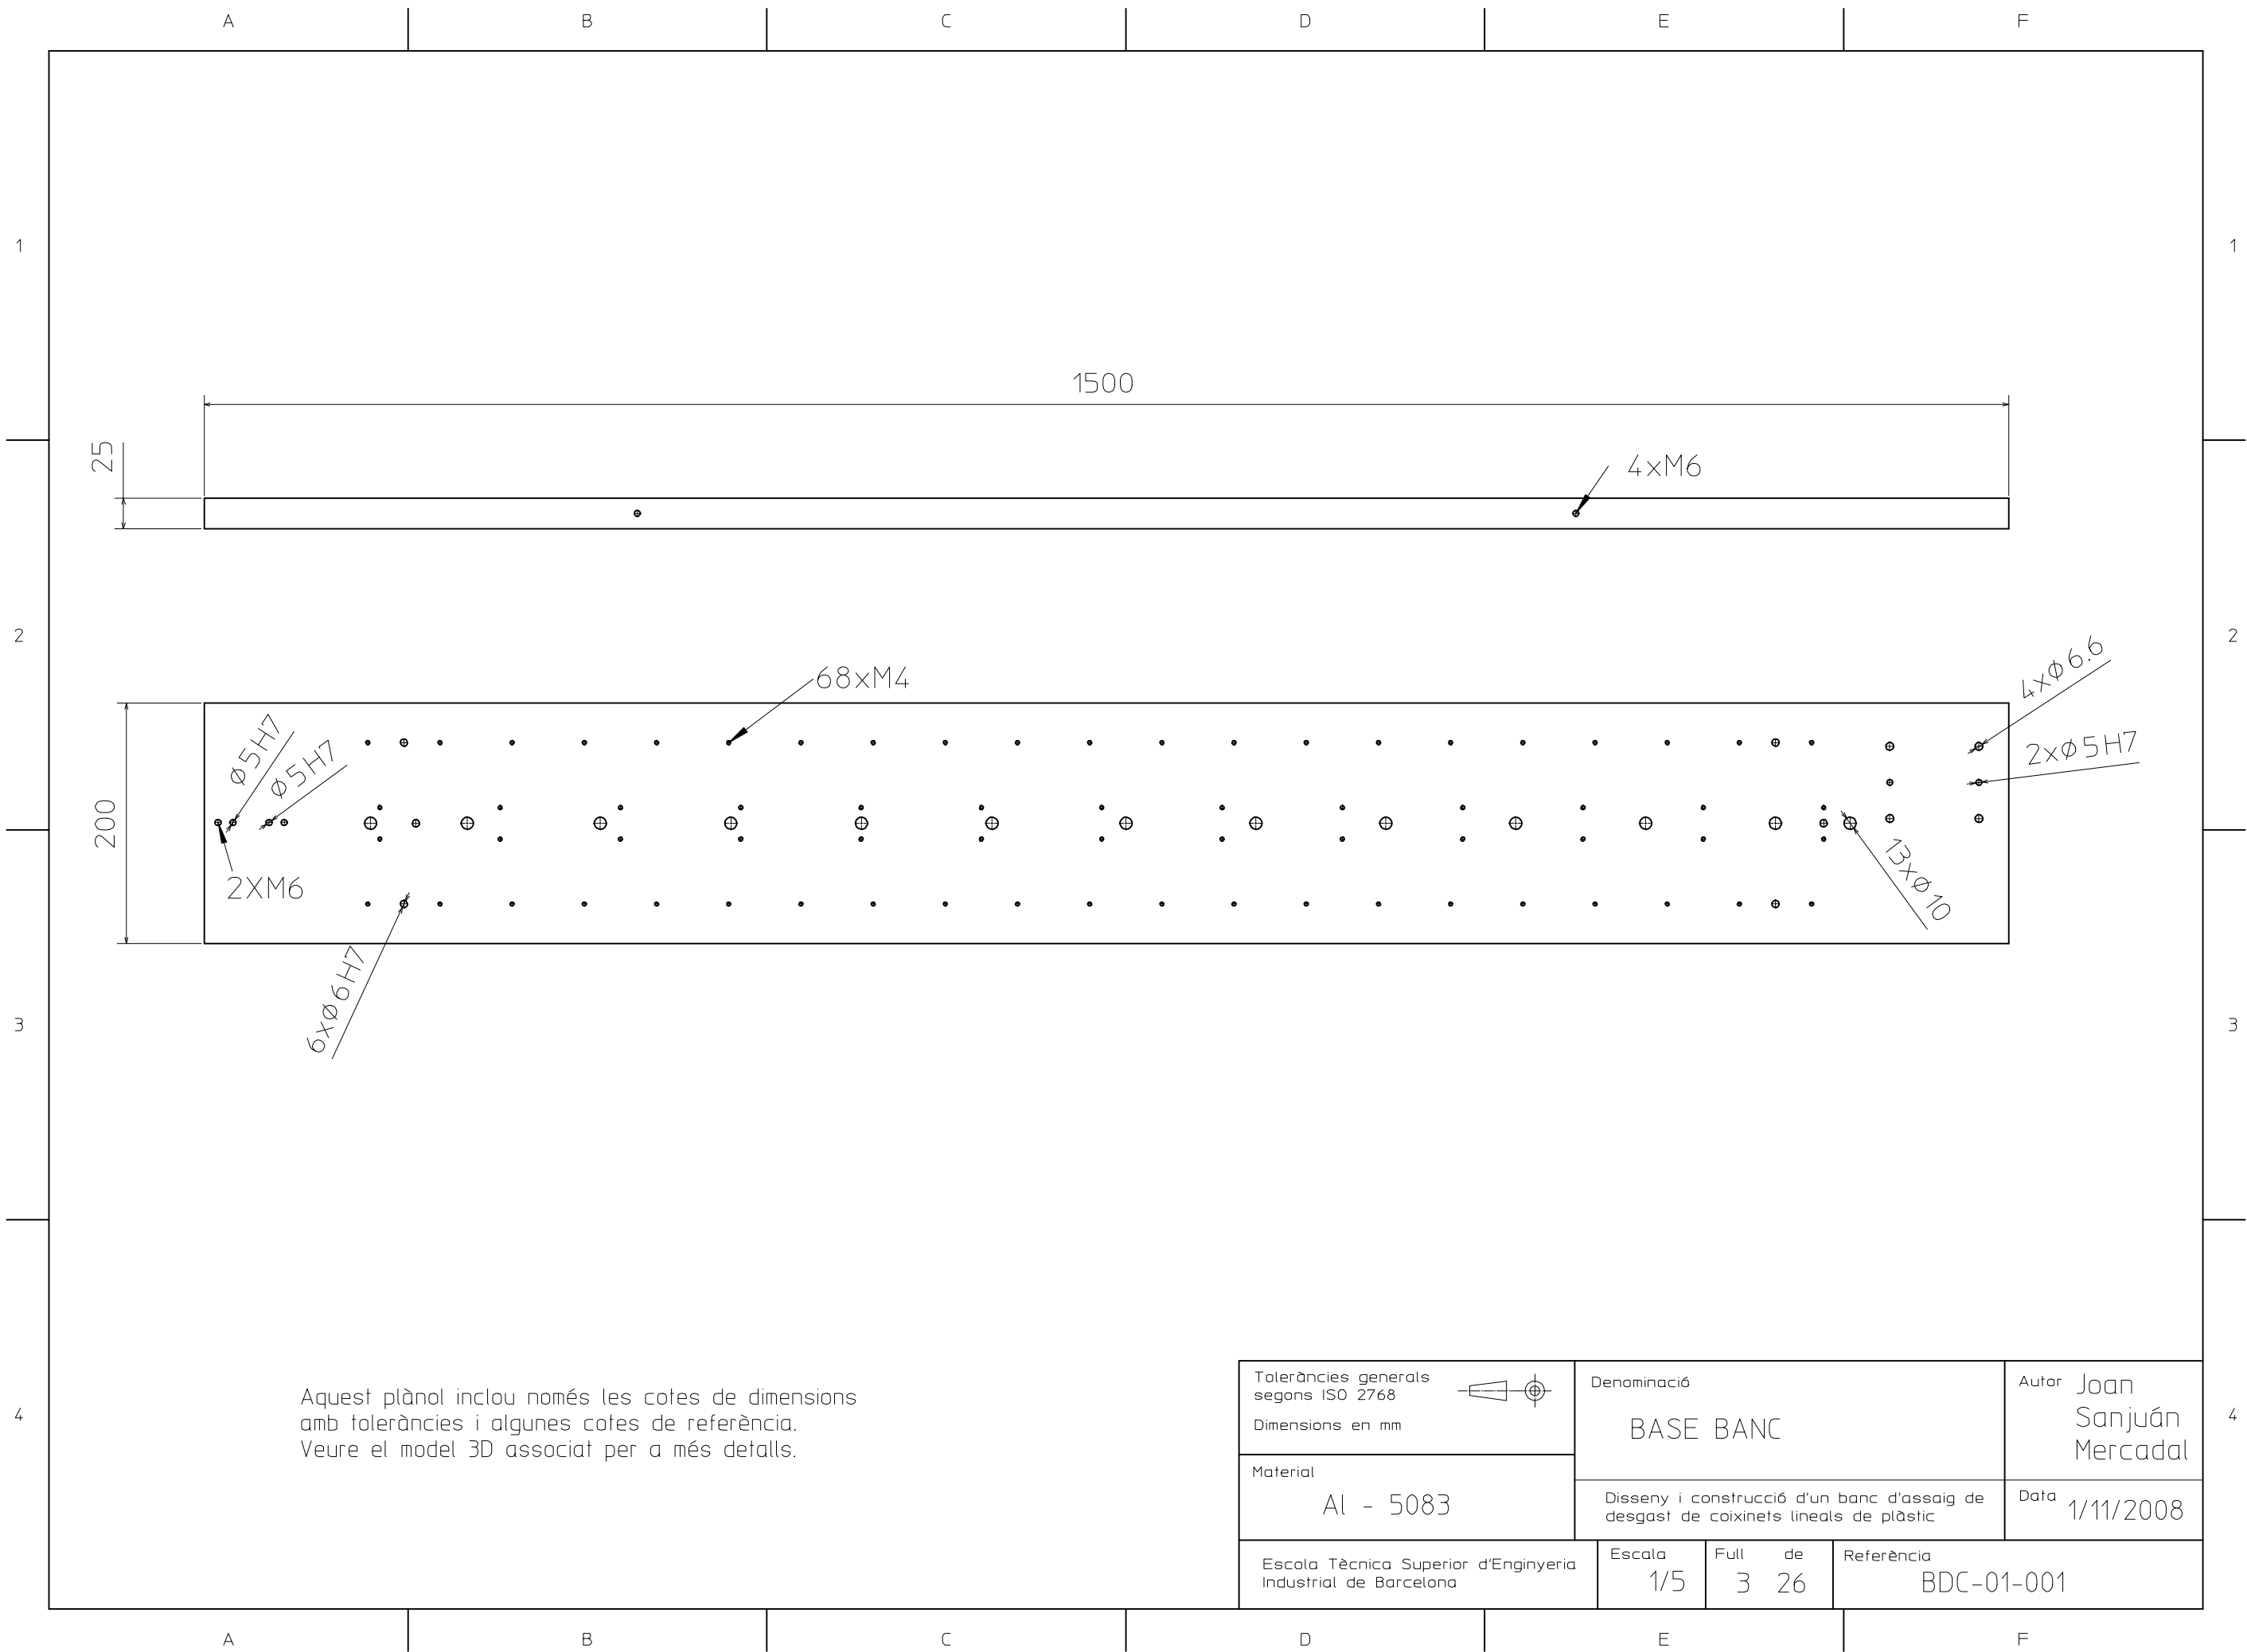 A B C D E F
1 1
1500
25
4xM6
2 2
68xM4
4xø6.6
ø5H7
ø5H7
2xø5H7
200
2XM6
13xø10
6xø6H7
3 3
Aquest plànol inclou només les cotes de dimensions
amb toleràncies i algunes cotes de referència.
Veure el model 3D associat per a més detalls.
4 4
Toleràncies generals
segons ISO 2768
Dimensions en mm
Material
Al - 5083
Denominació
BASE BANC
Disseny i construcció d'un banc d'assaig de
desgast de coixinets lineals de plàstic
Autor Joan
Sanjuán
Mercadal
Data 1/11/2008
Escola Tècnica Superior d'Enginyeria
Industrial de Barcelona
Escala
1/5
Full de
3 26
Referència
BDC-01-001
A B C D E F